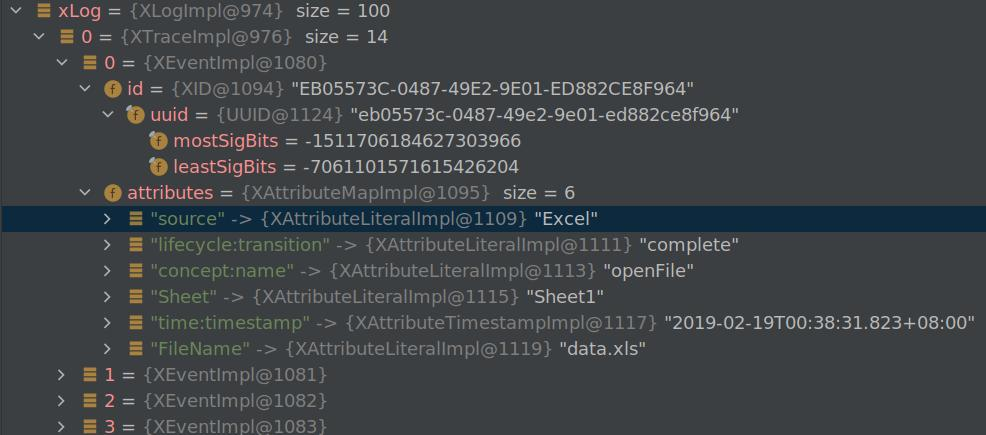 xLog = {XLogImpl@974} size = 100
0 = {XTraceImpl@976} size = 14
0 = {XEventImpl@1080}
f id = {XID@1094} "EB05573C-0487-49E2-9E01-ED882CE8F964"
f uuid = {UUID@1124} "eb05573c-0487-49e2-9e01-ed882ce8f964"
f mostSigBits = -1511706184627303966
f leastSigBits = -7061101571615426204
f attributes = {XAttributeMapImpl@1095} size = 6
"source" -> {XAttributeLiteralImpl@1109} "Excel"
"lifecycle:transition" -> {XAttributeLiteralImpl@1111} "complete"
"concept:name" -> {XAttributeLiteralImpl@1113} "openFile"
"Sheet" -> {XAttributeLiteralImpl@1115} "Sheet1"
"time:timestamp" -> {XAttributeTimestampImpl@1117} "2019-02-19T00:38:31.823+08:00"
"FileName" -> {XAttributeLiteralImpl@1119} "data.xls"
1 = {XEventImpl@1081}
2 = {XEventImpl@1082}
3 = {XEventImpl@1083}